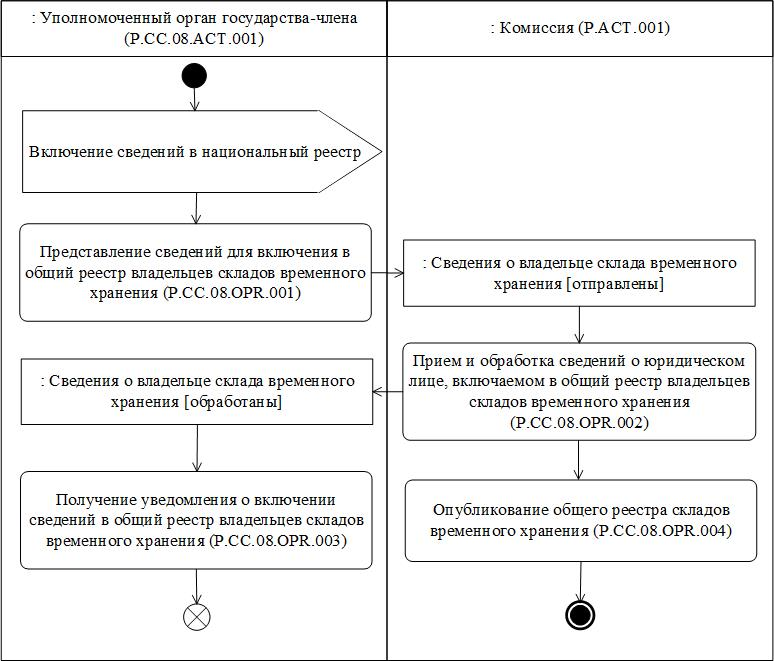 : Уполномоченный орган государства-члена
(P.CC.08.ACT.001)
: Комиссия (P.ACT.001)
Включение сведений в национальный реестр
Представление сведений для включения в
общий реестр владельцев складов временного
хранения (P.CC.08.OPR.001)
: Сведения о владельце склада временного
хранения [отправлены]
Прием и обработка сведений о юридическом
лице, включаемом в общий реестр владельцев
складов временного хранения
(P.CC.08.OPR.002)
: Сведения о владельце склада временного
хранения [обработаны]
Получение уведомления о включении
сведений в общий реестр владельцев складов
временного хранения (P.CC.08.OPR.003)
Опубликование общего реестра складов
временного хранения (P.CC.08.OPR.004)